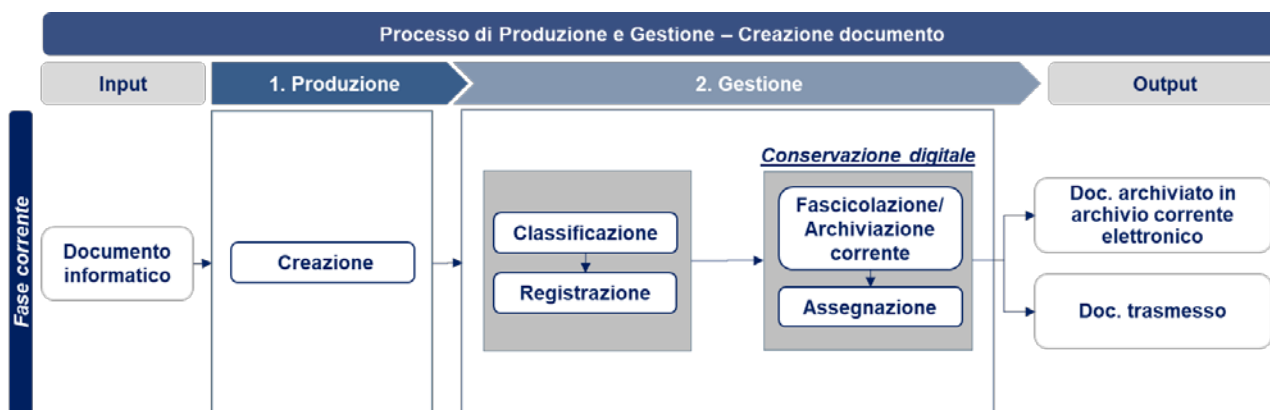 Processo di Produzione e Gestione – Creazione documento
Input
1. Produzione
2. Gestione
Output
Fase corrente
Documento
informatico
Creazione
Classificazione
Registrazione
Conservazione digitale
Fascicolazione/
Archiviazione
corrente
Assegnazione
Doc. archiviato in
archivio corrente
elettronico
Doc. trasmesso